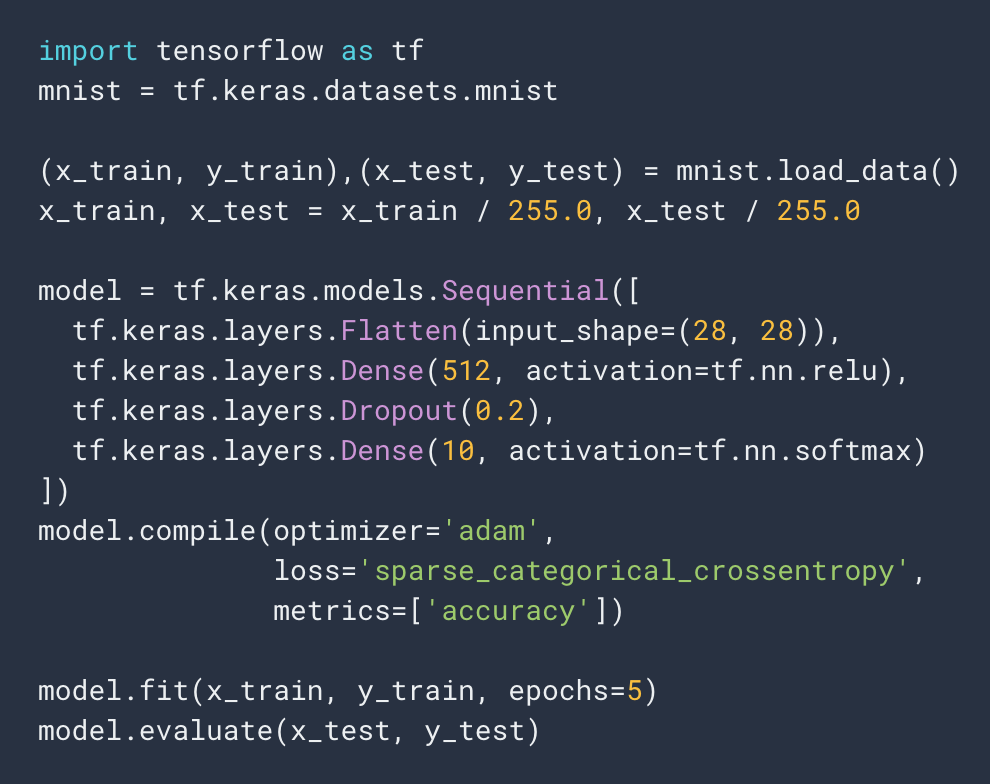 import tensorflow as tf
mnist = tf.keras.datasets.mnist

(x_train, y_train),(x_test, y_test) = mnist.load_data()
x_train, x_test = x_train / 255.0, x_test / 255.0

model = tf.keras.models.Sequential([
  tf.keras.layers.Flatten(input_shape=(28, 28)),
  tf.keras.layers.Dense(512, activation=tf.nn.relu),
  tf.keras.layers.Dropout(0.2),
  tf.keras.layers.Dense(10, activation=tf.nn.softmax)
])
model.compile(optimizer='adam',
              loss='sparse_categorical_crossentropy',
              metrics=['accuracy'])

model.fit(x_train, y_train, epochs=5)
model.evaluate(x_test, y_test)